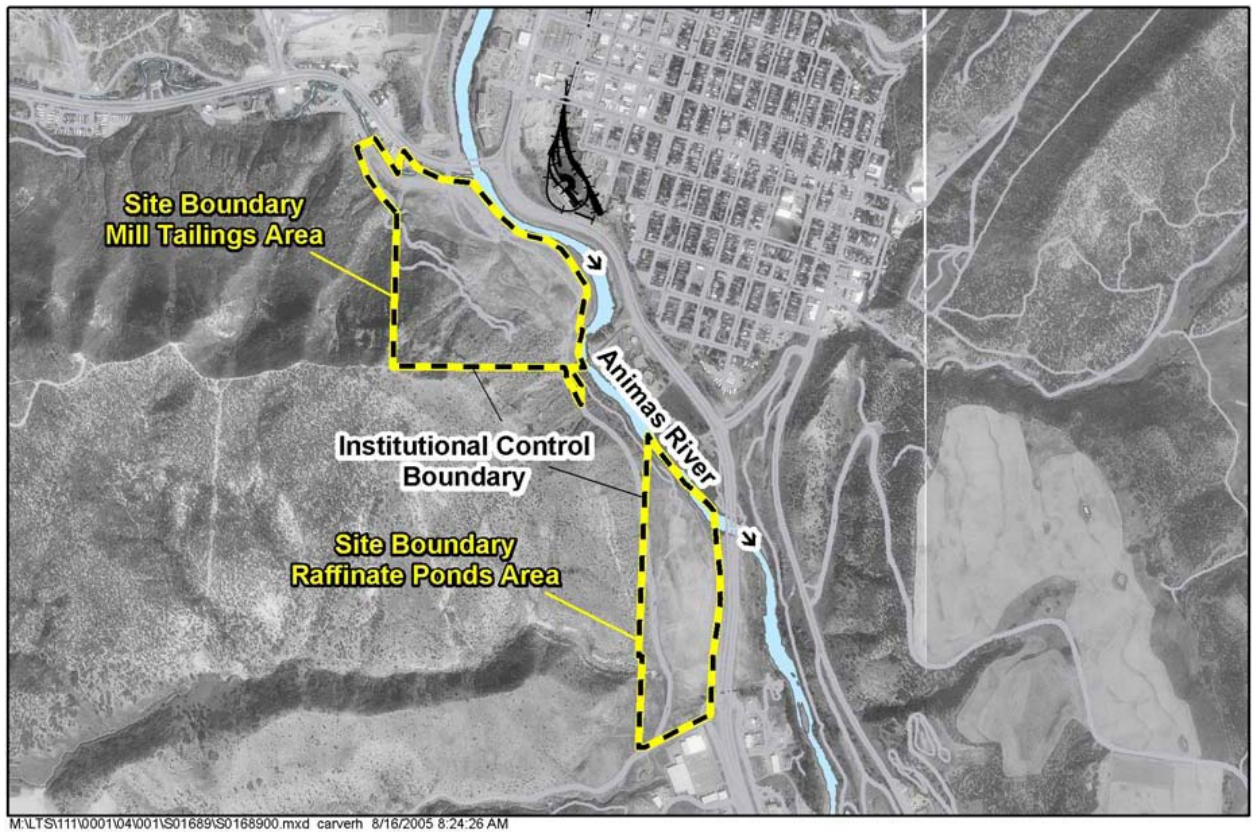 Site Boundary
Mill Tailings Area
Animas River
Institutional Control
Boundary
Site Boundary
Raffinate Ponds Area
M:\LTS\111\0001\04\001\S01689\S0168900.mxd carverh 8/16/2005 8:24:26 AM